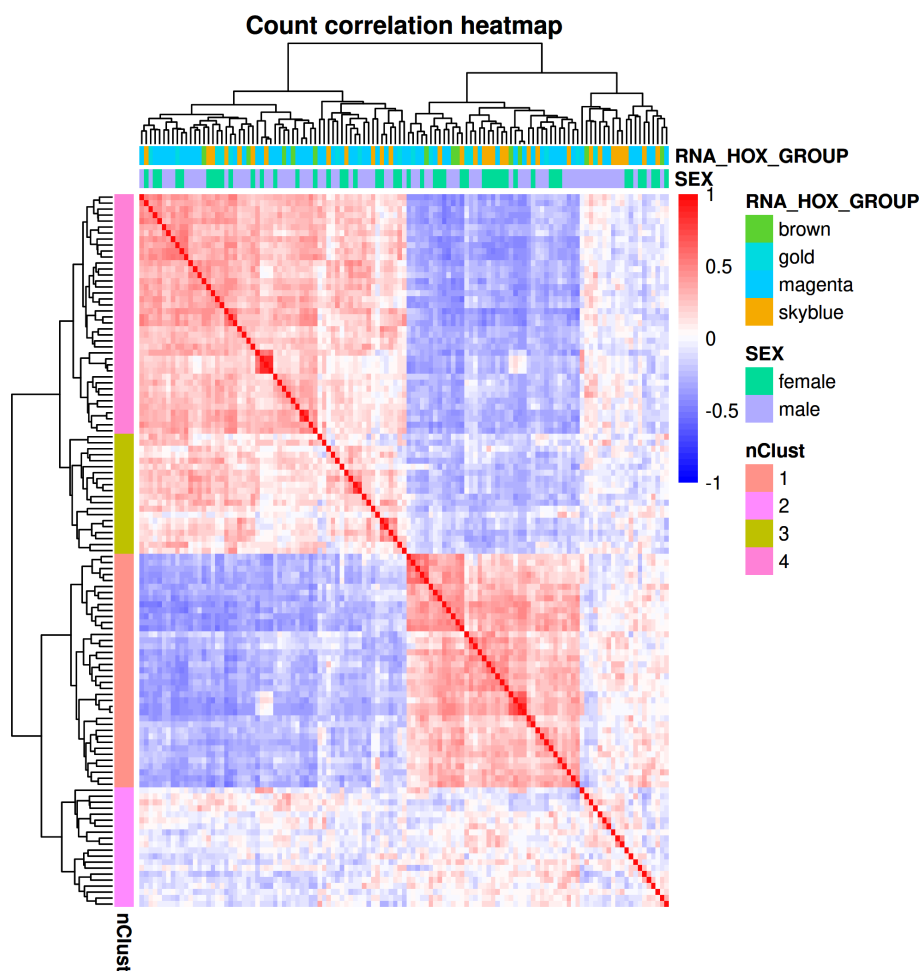 Count correlation heatmap
RNA_HOX_GROUP
SEX
1
0.5
0
-0.5
-1
RNA_HOX_GROUP
brown
gold
magenta
skyblue
SEX
female
male
nClust
1
2
3
4
nClust